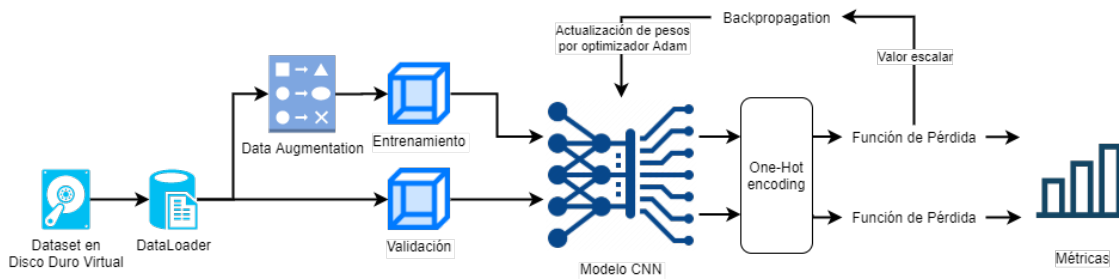 Actualización de pesos
por optimizador Adam
Backpropagation
Valor escalar
Data Augmentation
Entrenamiento
Función de Pérdida
One-Hot
encoding
Dataset en
Disco Duro Virtual
DataLoader
Validación
Modelo CNN
Función de Pérdida
Métricas